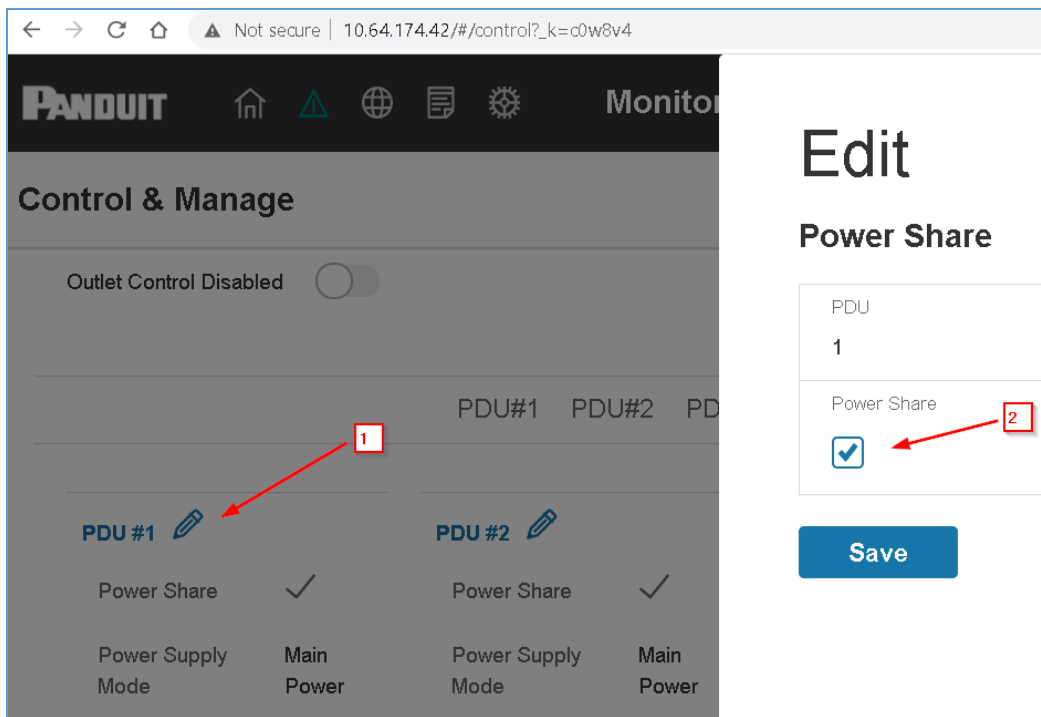 Not secure | 10.64.174.42/#/control?_k=c0w8v4
PANDUIT
Monitor
Control & Manage
Outlet Control Disabled
PDU#1 PDU#2 PD
1
PDU #1
Power Share
Power Supply
Mode
Main
Power
PDU #2
Power Share
Power Supply
Mode
Main
Power
Edit
Power Share
PDU
1
Power Share
2
Save